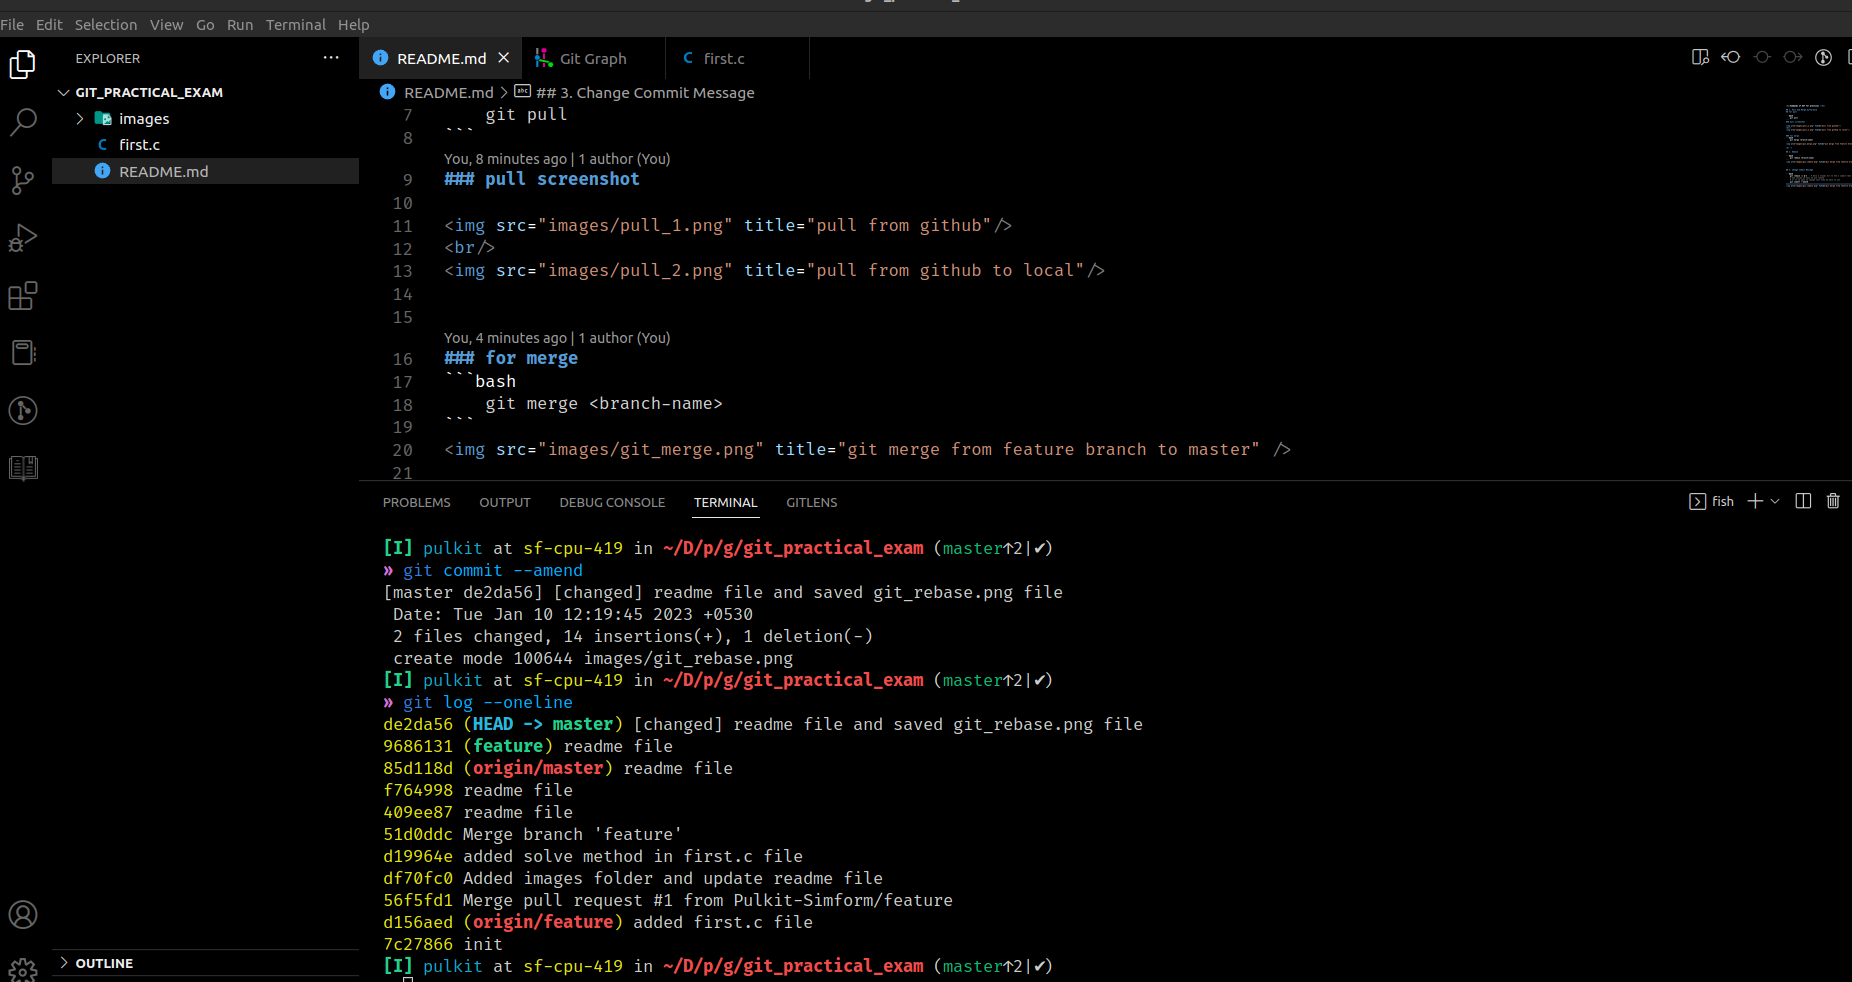 File Edit Selection View Go Run Terminal Help
EXPLORER
GIT_PRACTICAL_EXAM
images
C first.c
README.md
OUTLINE
README.md
Git Graph
C first.c
README.md > ## 3. Change Commit Message
7 git pull
8 ```
You, 8 minutes ago | 1 author (You)
9 ### pull screenshot
10
11 <img src="images/pull_1.png" title="pull from github"/>
12 <br/>
13 <img src="images/pull_2.png" title="pull from github to local"/>
14
15
You, 4 minutes ago | 1 author (You)
16 ### for merge
17 ```bash
18 git merge <branch-name>
19 ```
20 <img src="images/git_merge.png" title="git merge from feature branch to master" />
21
PROBLEMS OUTPUT DEBUG CONSOLE TERMINAL GITLENS
fish
[I] pulkit at sf-cpu-419 in ~/D/p/g/git_practical_exam (master↑2|✔)
» git commit --amend
[master de2da56] [changed] readme file and saved git_rebase.png file
Date: Tue Jan 10 12:19:45 2023 +0530
2 files changed, 14 insertions(+), 1 deletion(-)
create mode 100644 images/git_rebase.png
[I] pulkit at sf-cpu-419 in ~/D/p/g/git_practical_exam (master↑2|✔)
» git log --oneline
de2da56 (HEAD -> master) [changed] readme file and saved git_rebase.png file
9686131 (feature) readme file
85d118d (origin/master) readme file
f764998 readme file
409ee87 readme file
51d0ddc Merge branch 'feature'
d19964e added solve method in first.c file
df70fc0 Added images folder and update readme file
56f5fd1 Merge pull request #1 from Pulkit-Simform/feature
d156aed (origin/feature) added first.c file
7c27866 init
[I] pulkit at sf-cpu-419 in ~/D/p/g/git_practical_exam (master↑2|✔)